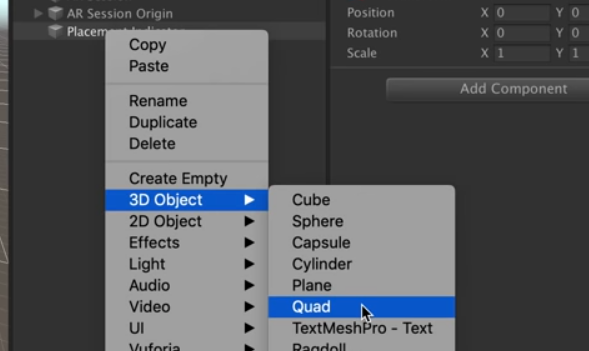 AR Session Origin
Placement Indicator
Position X 0 Y 0
Rotation X 0 Y 0
Scale X 1 Y 1
Add Component
Copy
Paste
Rename
Duplicate
Delete
Create Empty
3D Object
2D Object
Effects
Light
Audio
Video
UI
Vuforia
Cube
Sphere
Capsule
Cylinder
Plane
Quad
TextMeshPro - Text
Ragdoll